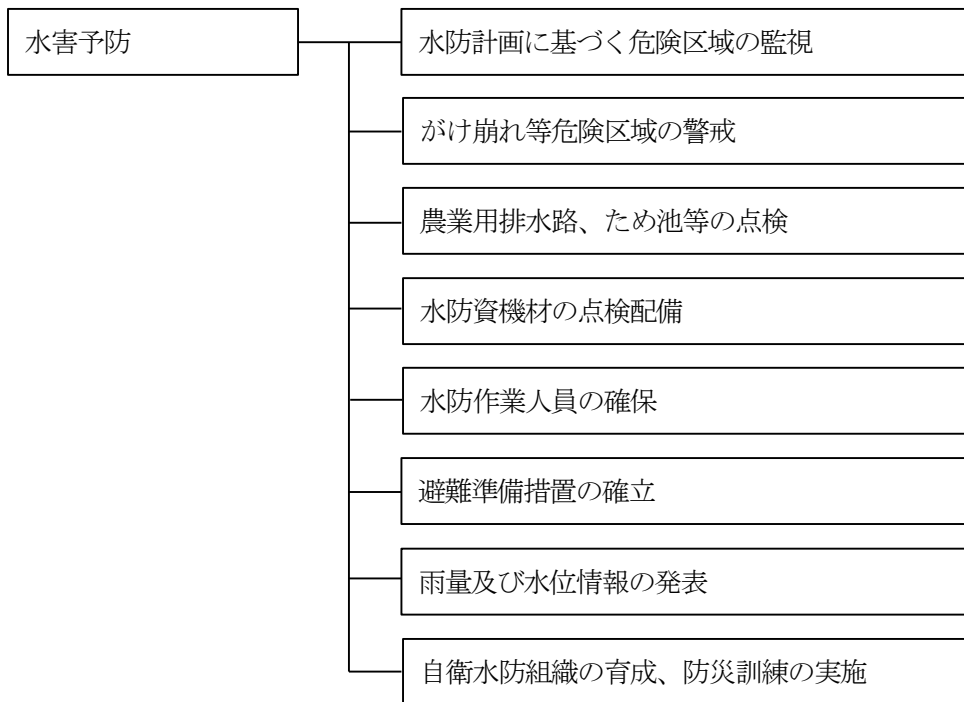 水害予防
水防計画に基づく危険区域の監視
がけ崩れ等危険区域の警戒
農業用排水路、ため池等の点検
水防資機材の点検配備
水防作業人員の確保
避難準備措置の確立
雨量及び水位情報の発表
自衛水防組織の育成、防災訓練の実施